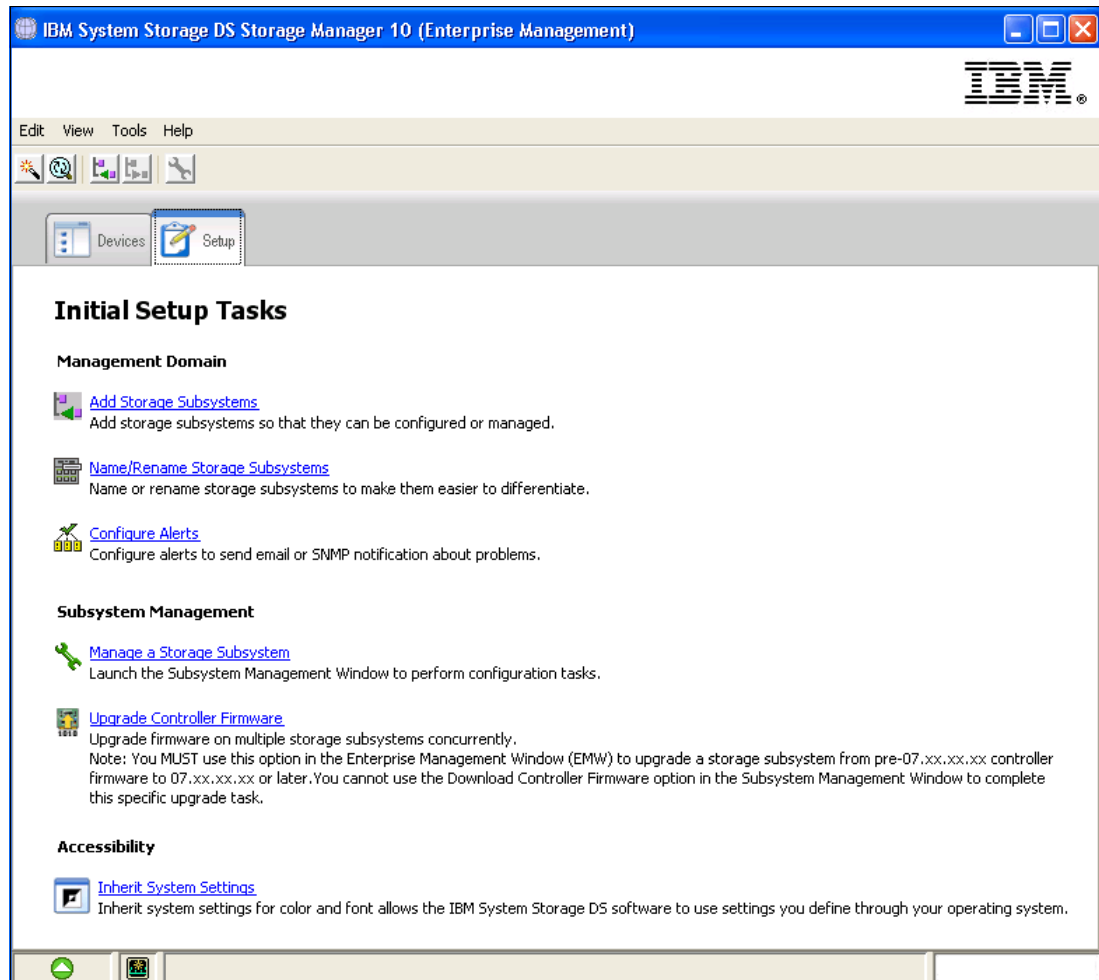 IBM System Storage DS Storage Manager 10 (Enterprise Management)
IBM®
Edit View Tools Help
Devices Setup
Initial Setup Tasks
Management Domain
Add Storage Subsystems
Add storage subsystems so that they can be configured or managed.
Name/Rename Storage Subsystems
Name or rename storage subsystems to make them easier to differentiate.
Configure Alerts
Configure alerts to send email or SNMP notification about problems.
Subsystem Management
Manage a Storage Subsystem
Launch the Subsystem Management Window to perform configuration tasks.
Upgrade Controller Firmware
Upgrade firmware on multiple storage subsystems concurrently.
Note: You MUST use this option in the Enterprise Management Window (EMW) to upgrade a storage subsystem from pre-07.xx.xx.xx controller
firmware to 07.xx.xx.xx or later.You cannot use the Download Controller Firmware option in the Subsystem Management Window to complete
this specific upgrade task.
Accessibility
Inherit System Settings
Inherit system settings for color and font allows the IBM System Storage DS software to use settings you define through your operating system.